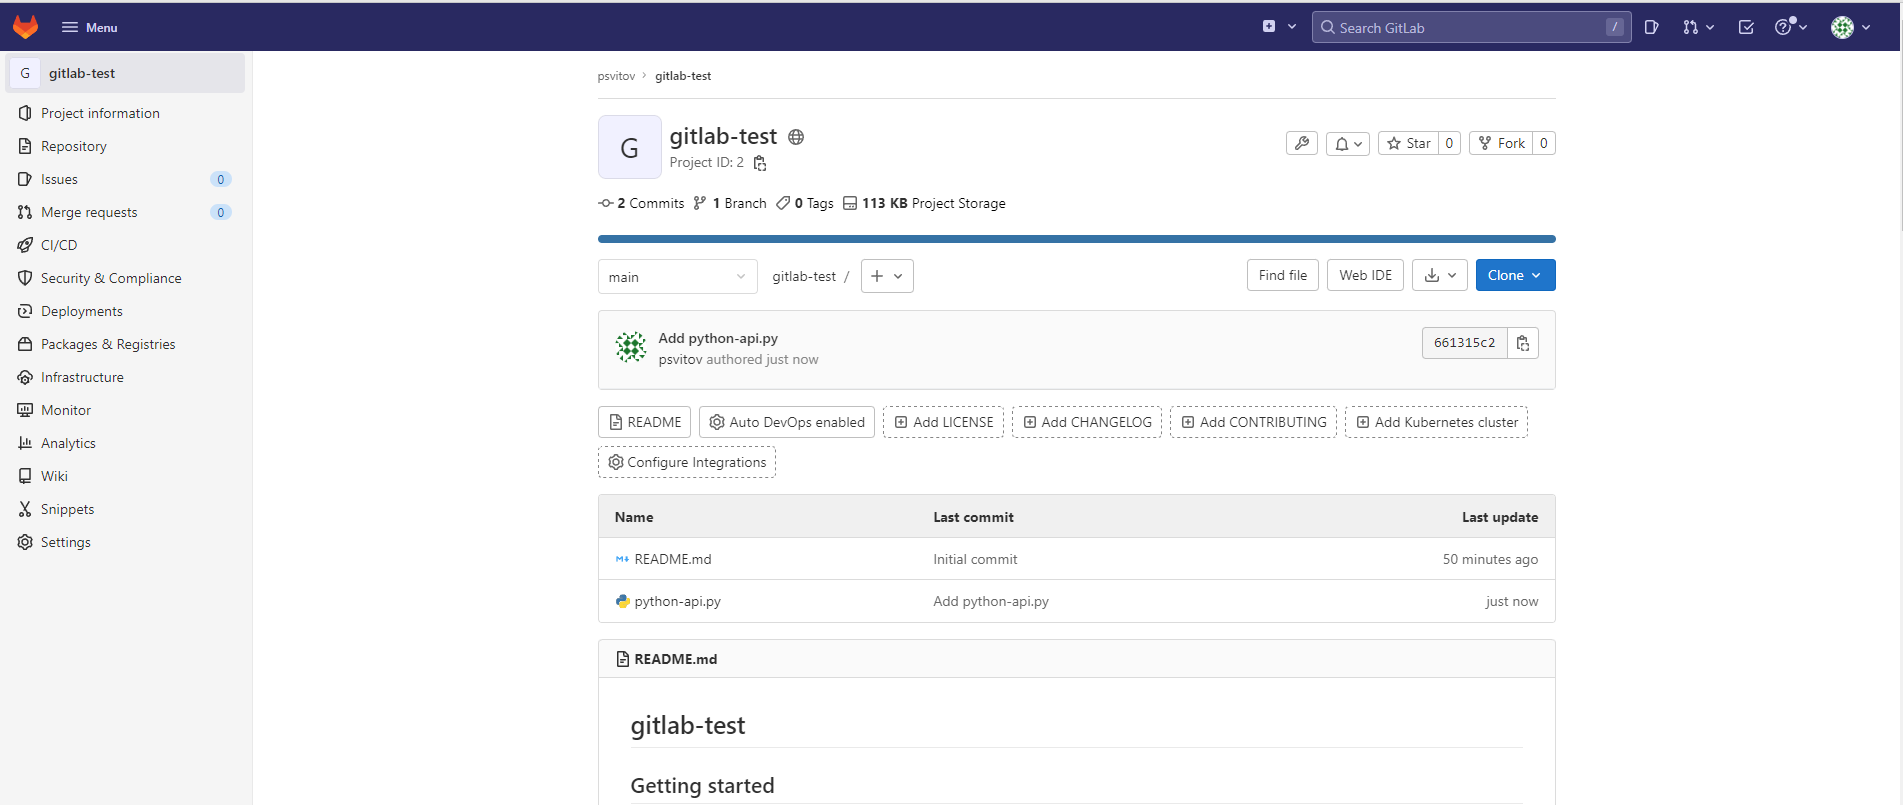 Menu
Search GitLab
/
G
gitlab-test
Project information
Repository
Issues
0
Merge requests
0
CI/CD
Security & Compliance
Deployments
Packages & Registries
Infrastructure
Monitor
Analytics
Wiki
Snippets
Settings
psvitov › gitlab-test
G
gitlab-test
Project ID: 2
Star 0
Fork 0
2 Commits 1 Branch 0 Tags 113 KB Project Storage
main
gitlab-test /
Find file
Web IDE
Clone
Add python-api.py
psvitov authored just now
661315c2
README
Auto DevOps enabled
Add LICENSE
Add CHANGELOG
Add CONTRIBUTING
Add Kubernetes cluster
Configure Integrations
Name Last commit Last update
README.md Initial commit 50 minutes ago
python-api.py Add python-api.py just now
README.md
gitlab-test
Getting started